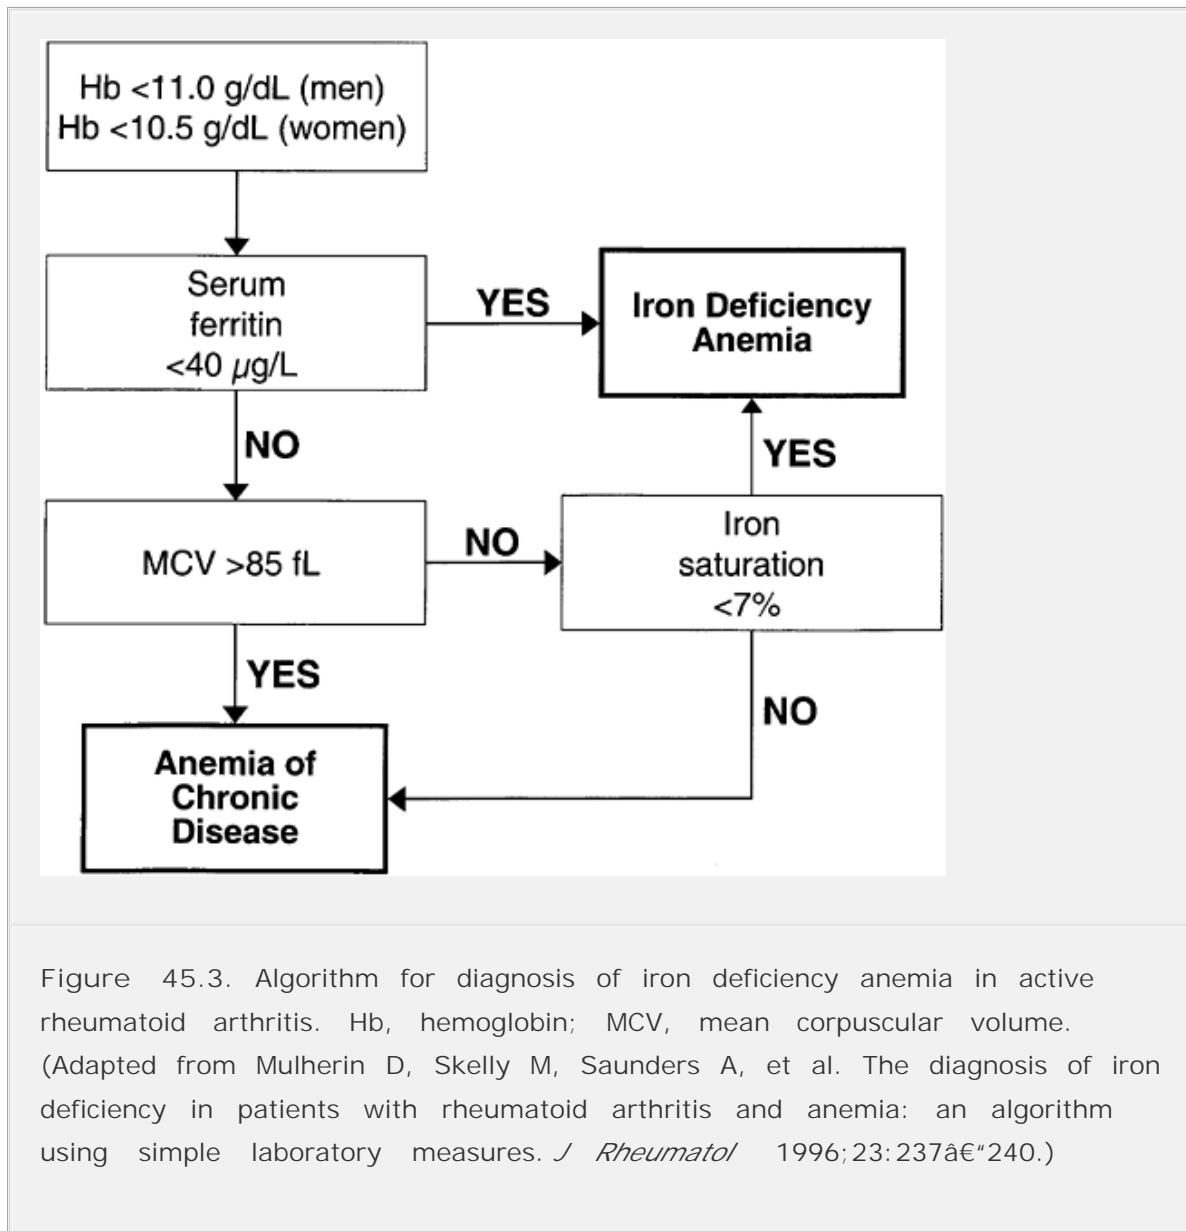 Hb <11.0 g/dL (men)
Hb <10.5 g/dL (women)
Serum
ferritin
<40 µg/L
YES
Iron Deficiency
Anemia
NO
YES
MCV >85 fL
NO
Iron
saturation
<7%
YES
NO
Anemia of
Chronic
Disease
Figure 45.3. Algorithm for diagnosis of iron deficiency anemia in active
rheumatoid arthritis. Hb, hemoglobin; MCV, mean corpuscular volume.
(Adapted from Mulherin D, Skelly M, Saunders A, et al. The diagnosis of iron
deficiency in patients with rheumatoid arthritis and anemia: an algorithm
using simple laboratory measures. J Rheumatol 1996;23:237â€“240.)